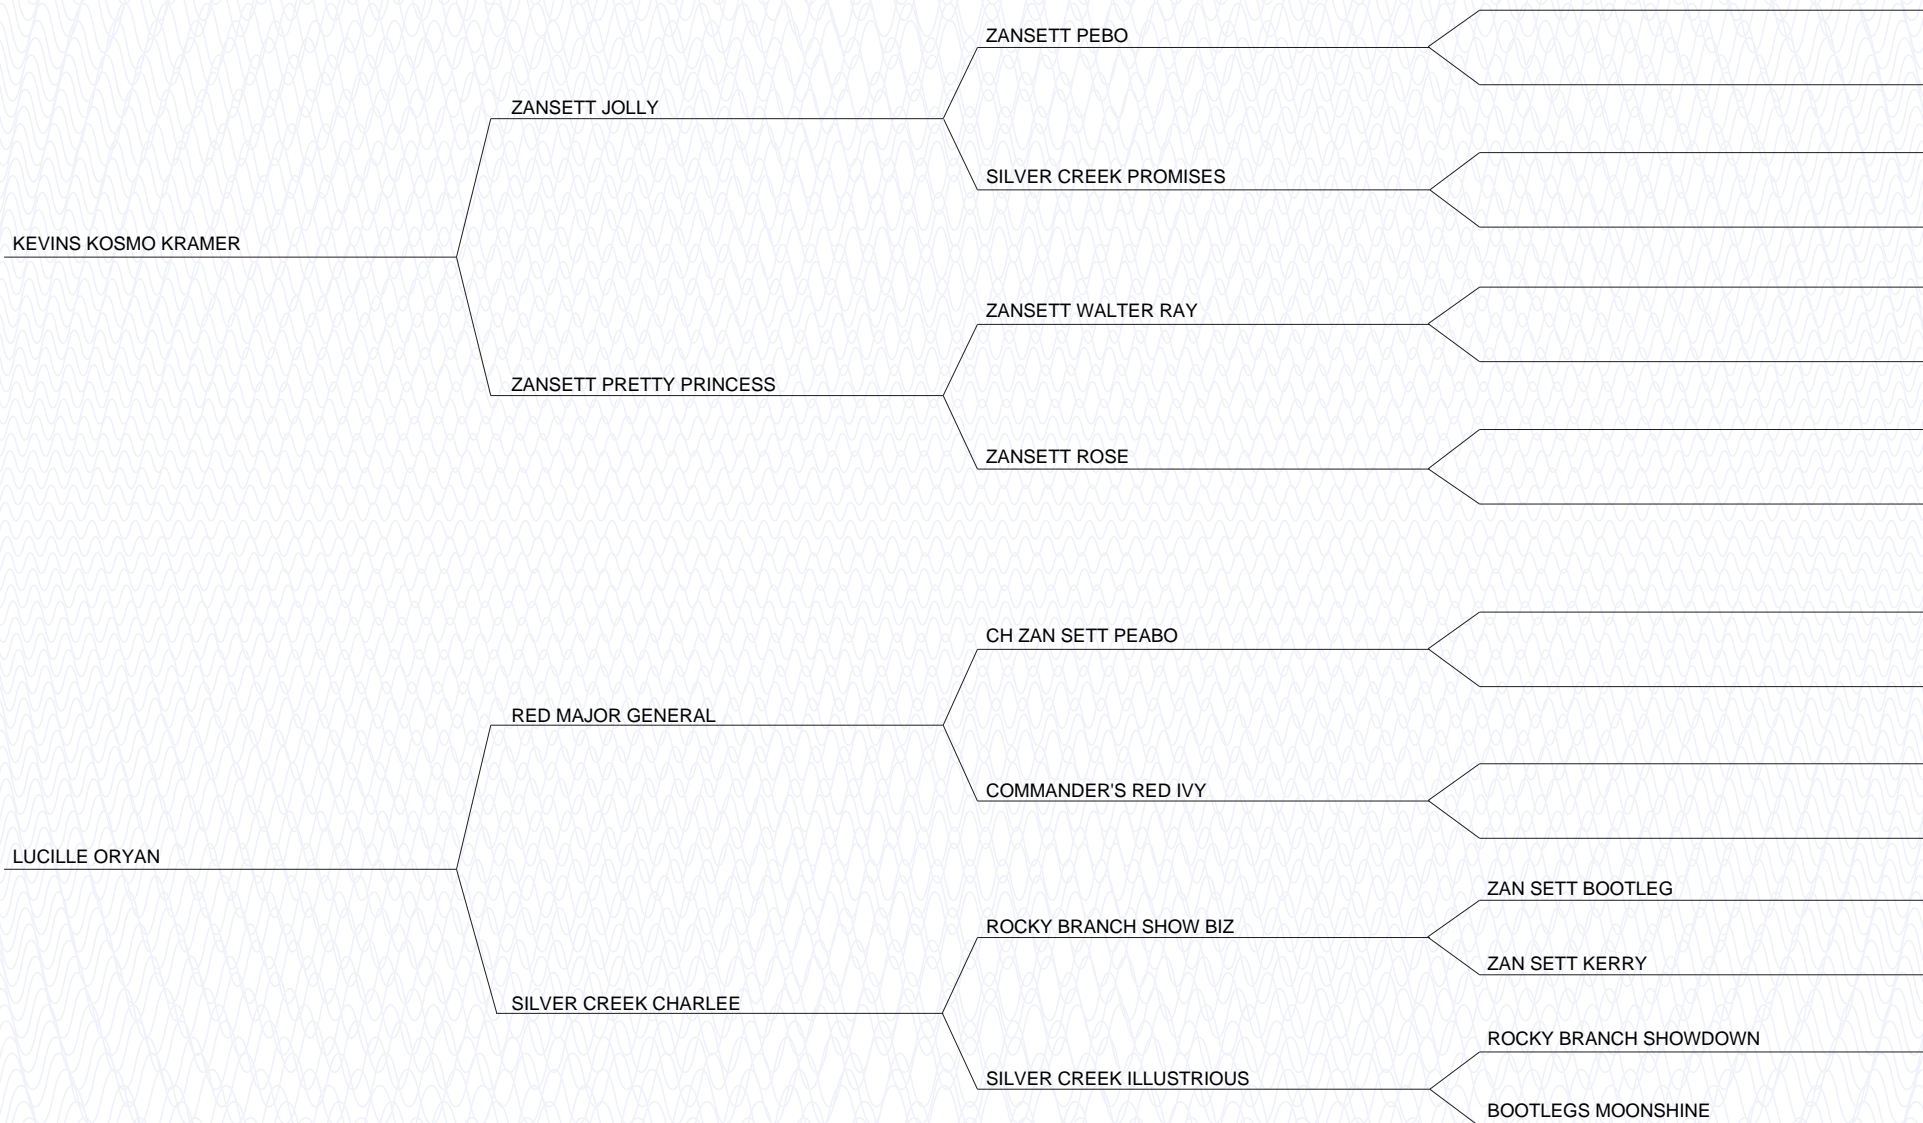 ZANSETT PEBO
ZANSETT JOLLY
SILVER CREEK PROMISES
KEVINS KOSMO KRAMER
ZANSETT WALTER RAY
ZANSETT PRETTY PRINCESS
ZANSETT ROSE
CH ZAN SETT PEABO
RED MAJOR GENERAL
COMMANDER'S RED IVY
LUCILLE ORYAN
ZAN SETT BOOTLEG
ROCKY BRANCH SHOW BIZ
ZAN SETT KERRY
SILVER CREEK CHARLEE
ROCKY BRANCH SHOWDOWN
SILVER CREEK ILLUSTRIOUS
BOOTLEGS MOONSHINE